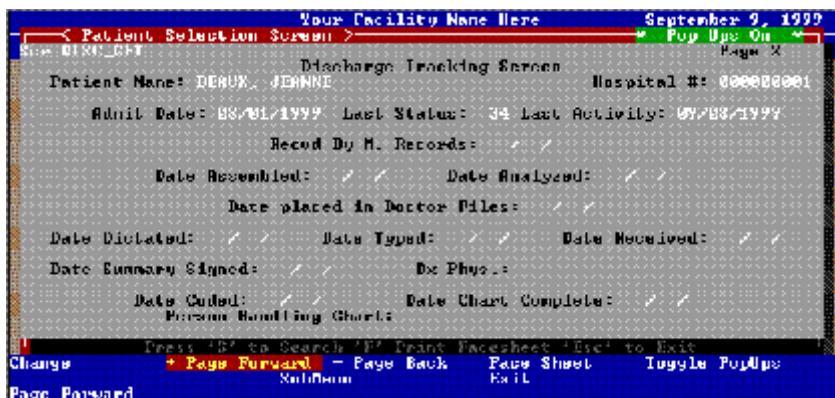 Your Facility Name Here September 9, 1999
< Patient Selection Screen > Pop Ups On
Page
Discharge Tracking Screen
Patient Name: DEAUX, JEANNE Hospital #: 000000001
Admit Date: 08/01/1999 Last Status: 34 Last Activity: 09/08/1999
Recvd By M. Records: / /
Date Assembled: / / Date Analyzed: / /
Date placed in Doctor Files: / /
Date Dictated: / / Date Typed: / / Date Received: / /
Date Summary Signed: / / Dx Phys.:
Date Coded: / / Date Chart Complete: / /
Person Handling Chart:
Press 'S' to Search 'F' Print Facesheet 'Esc' to Exit
Change + Page Forward - Page Back Face Sheet Toggle PopUps
SubMenu Exit
Page Forward